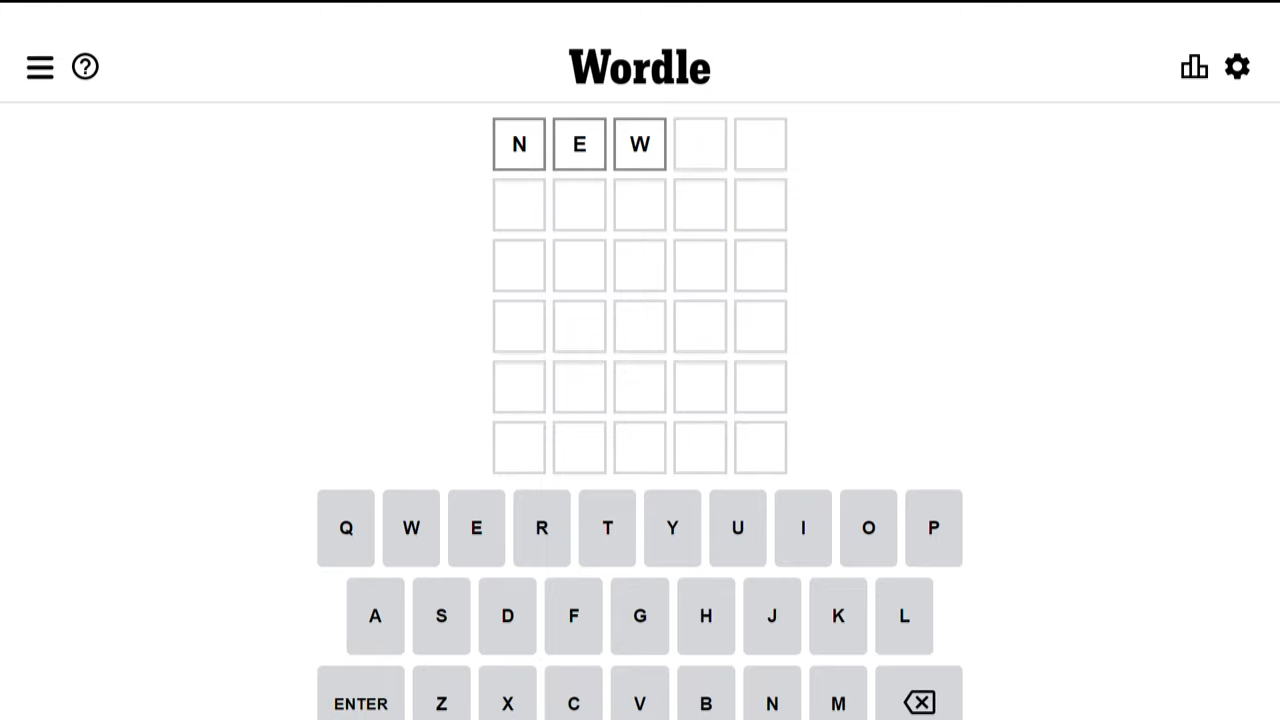 Wordle
N E W
Q W E R T Y U I O P
A S D F G H J K L
ENTER Z X C V B N M